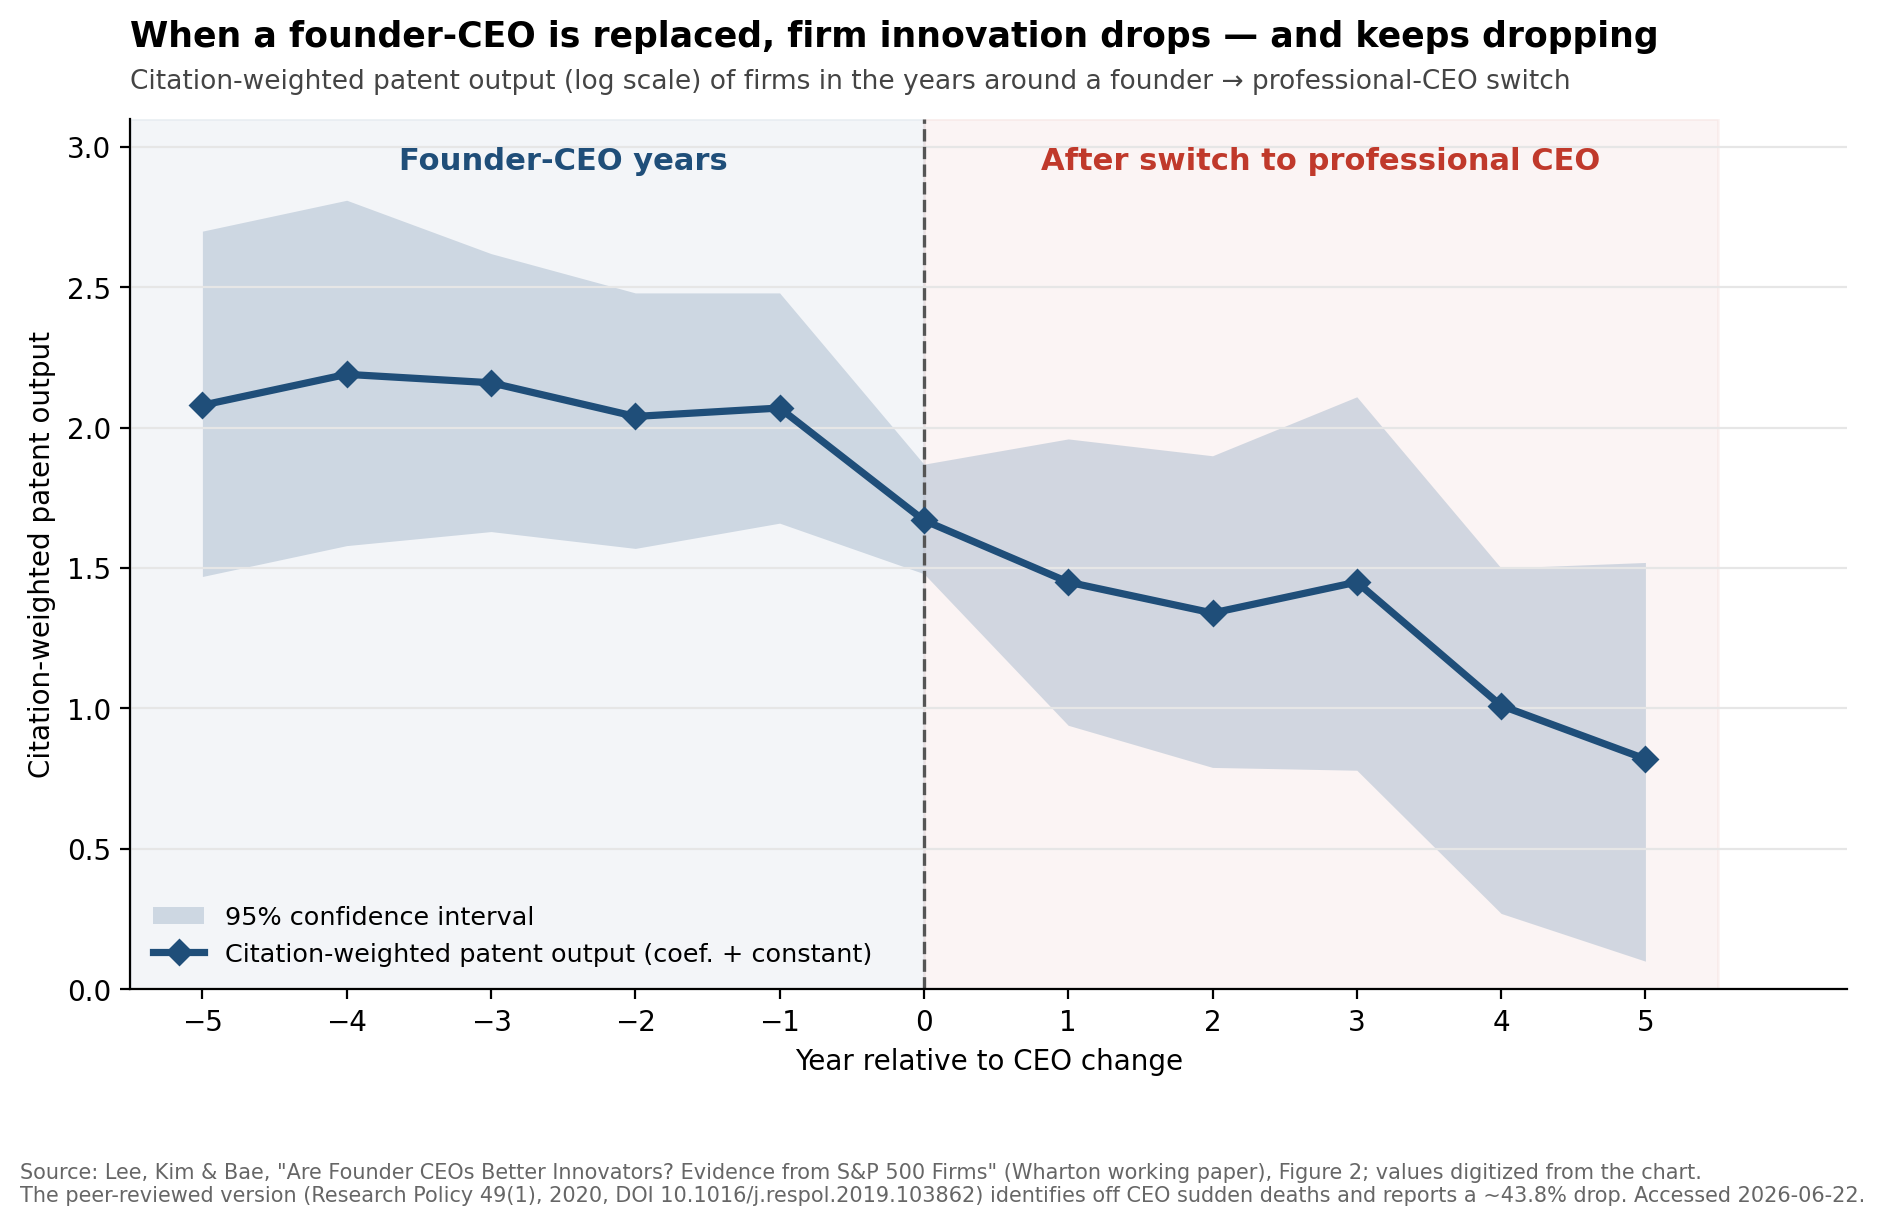 When a founder-CEO is replaced, firm innovation drops — and keeps dropping
Citation-weighted patent output (log scale) of firms in the years around a founder → professional-CEO switch
Founder-CEO years
After switch to professional CEO
Citation-weighted patent output
3.0
2.5
2.0
1.5
1.0
0.5
0.0
95% confidence interval
Citation-weighted patent output (coef. + constant)
−5 −4 −3 −2 −1 0 1 2 3 4 5
Year relative to CEO change
Source: Lee, Kim & Bae, "Are Founder CEOs Better Innovators? Evidence from S&P 500 Firms" (Wharton working paper), Figure 2; values digitized from the chart.
The peer-reviewed version (Research Policy 49(1), 2020, DOI 10.1016/j.respol.2019.103862) identifies off CEO sudden deaths and reports a ~43.8% drop. Accessed 2026-06-22.